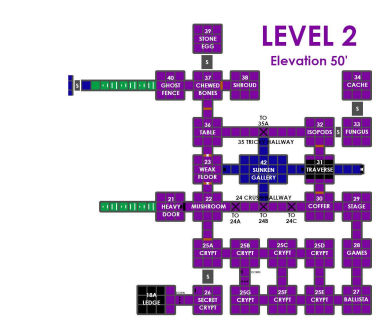 LEVEL 2
Elevation 50'
39
STONE
EGG
S
S
S
40
GHOST
FENCE
37
CHEWED
BONES
38
SHROUD
34
CACHE
S
TO
35A
36
TABLE
32
ISOPODS
S
33
FUNGUS
35 TRICK HALLWAY
23
WEAK
FLOOR
42
SUNKEN
GALLERY
31
TRAVERSE
21
HEAVY
DOOR
22
MUSHROOM
24 CRUSH HALLWAY
30
COFFER
29
STAGE
TO
24A
TO
24B
TO
24C
25A
CRYPT
25B
CRYPT
25C
CRYPT
25D
CRYPT
28
GAMES
S
18A
LEDGE
26
SECRET
CRYPT
25G
CRYPT
25F
CRYPT
25E
CRYPT
27
BALLISTA